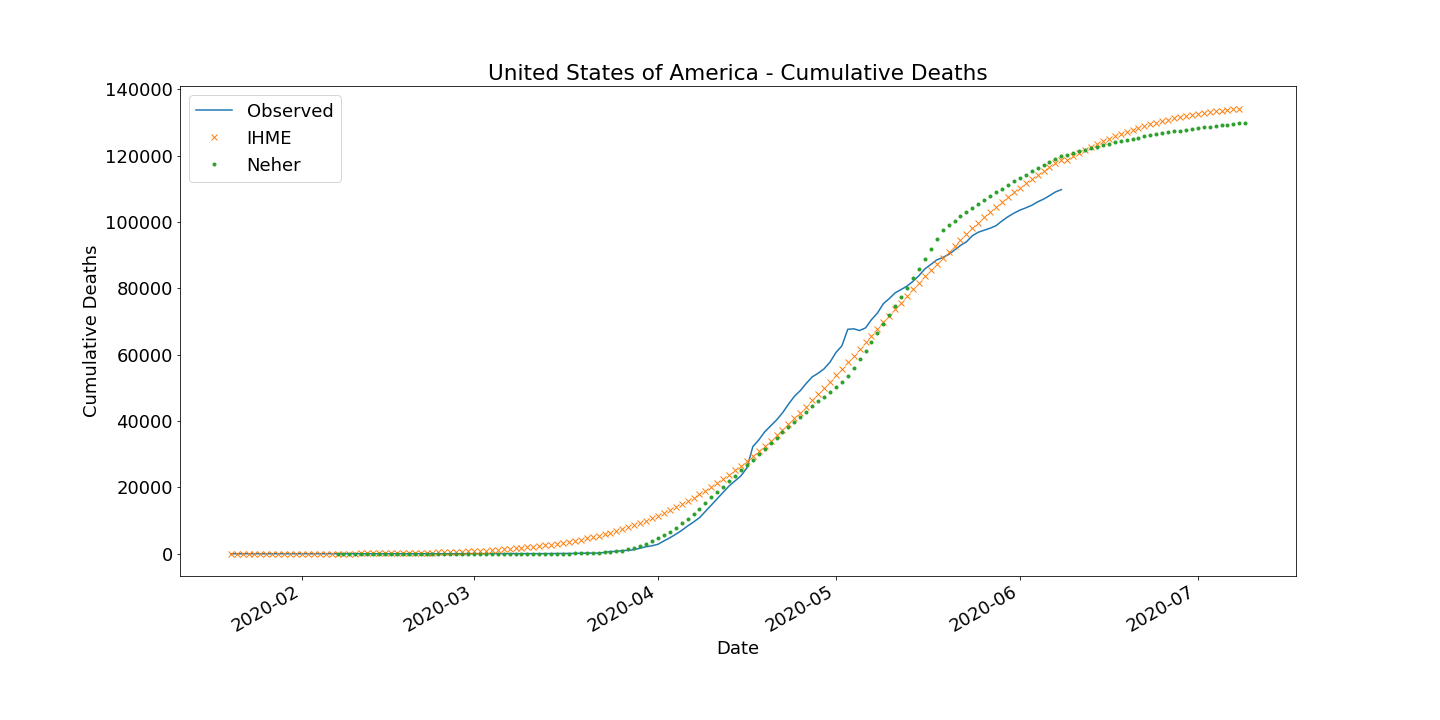 United States of America - Cumulative Deaths
140000
120000
100000
80000
60000
40000
20000
0
Cumulative Deaths
Observed
IHME
Neher
2020-02
2020-03
2020-04
2020-05
2020-06
2020-07
Date